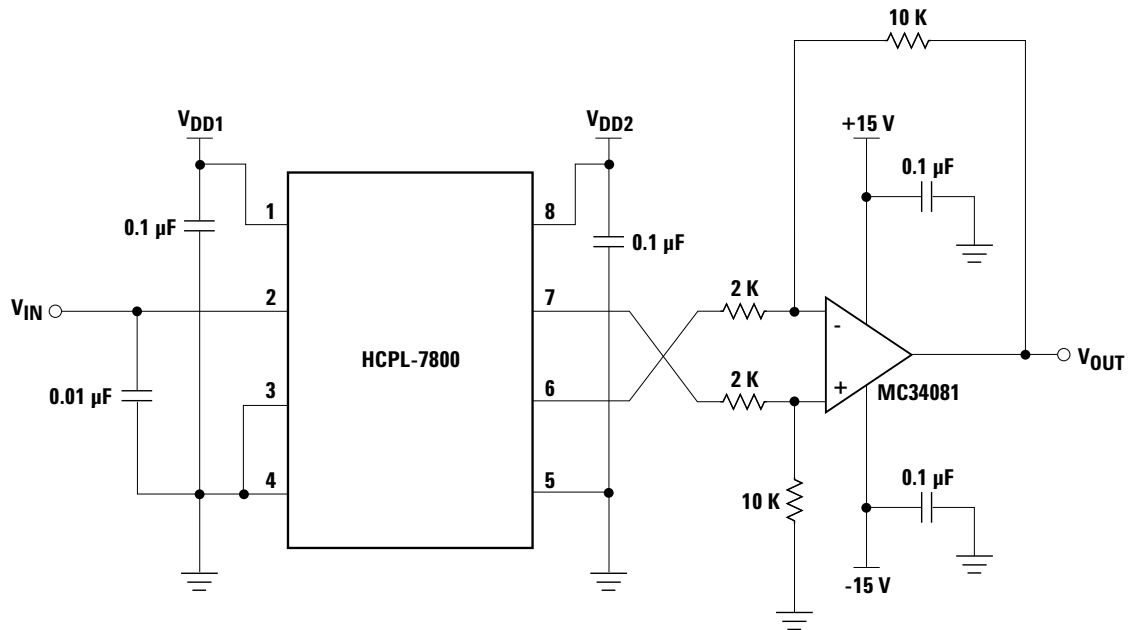 10 K
V_DD1
V_DD2
+15 V
0.1 µF
0.1 µF
1
8
0.1 µF
2 K
V_IN
2
7
HCPL-7800
-
V_OUT
3
6
2 K
+
MC34081
0.01 µF
4
5
10 K
0.1 µF
-15 V